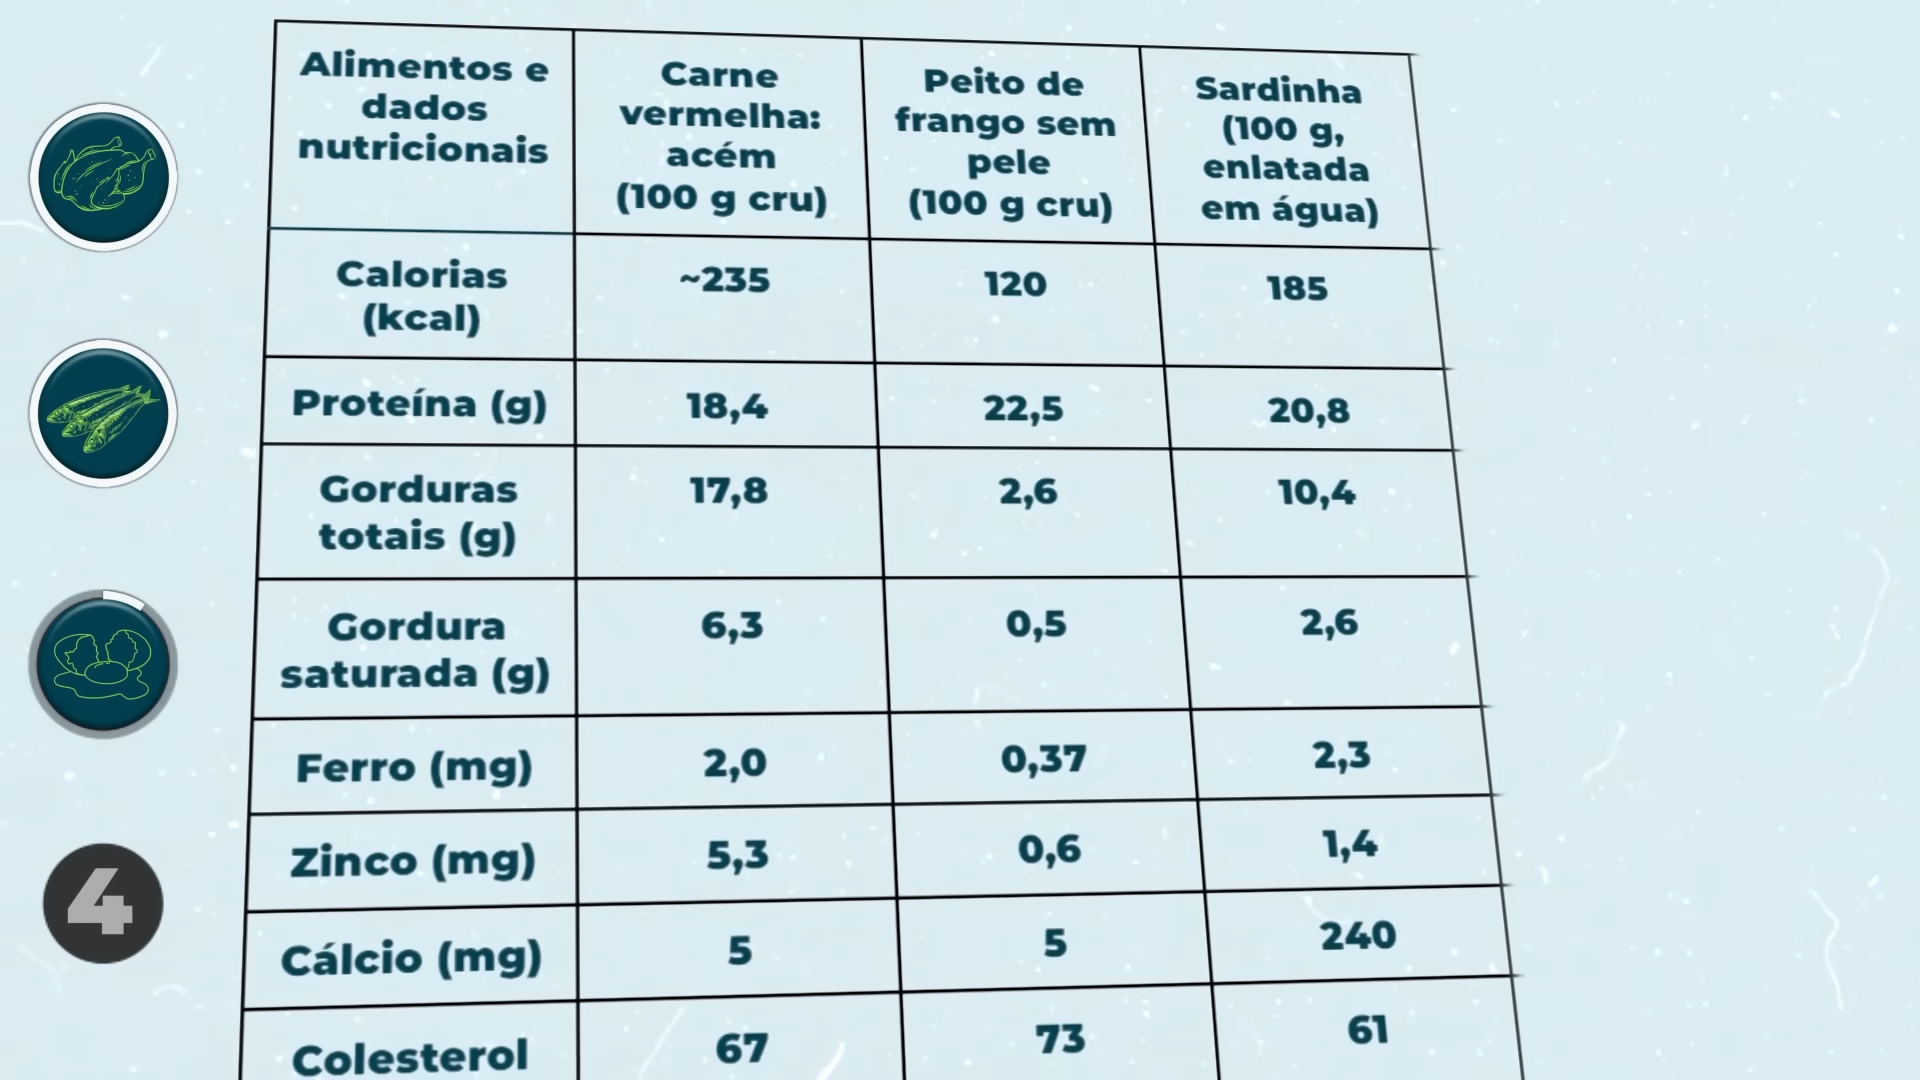 Alimentos e
dados
nutricionais
Carne
vermelha:
acém
(100 g cru)
Peito de
frango sem
pele
(100 g cru)
Sardinha
(100 g,
enlatada
em água)
Calorias
(kcal)
~235
120
185
Proteína (g)
18,4
22,5
20,8
Gorduras
totais (g)
17,8
2,6
10,4
Gordura
saturada (g)
6,3
0,5
2,6
Ferro (mg)
2,0
0,37
2,3
Zinco (mg)
5,3
0,6
1,4
Cálcio (mg)
5
5
240
Colesterol
67
73
61
4